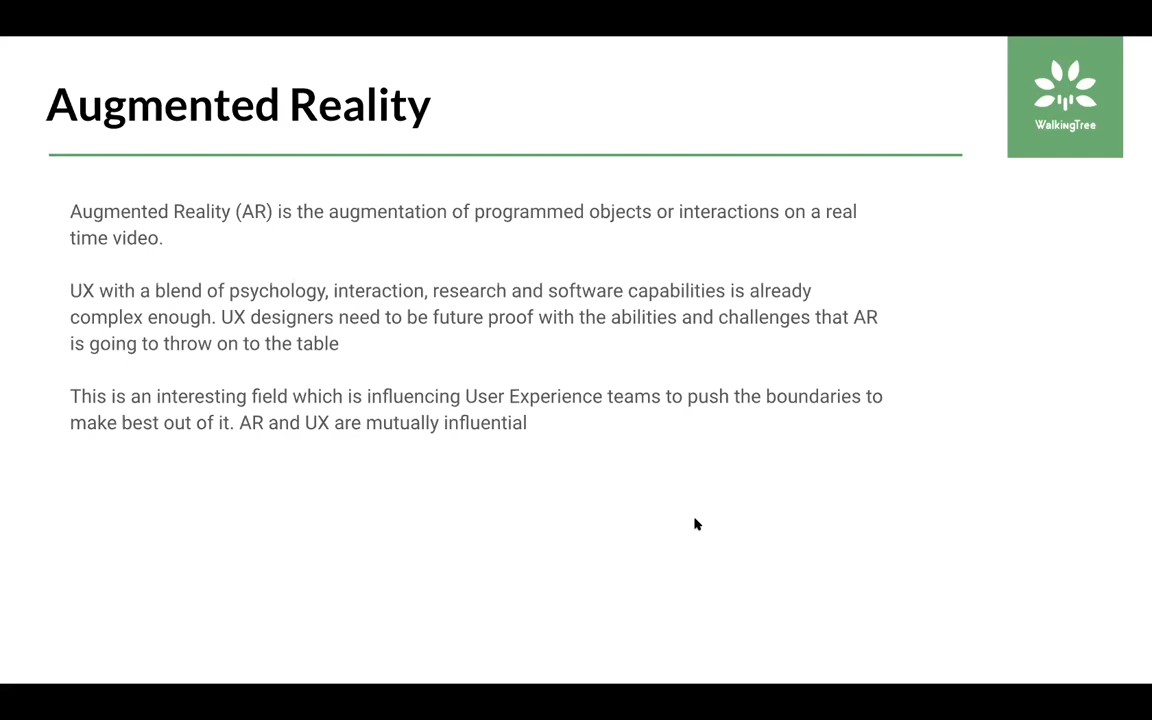 Augmented Reality
WalkingTree
Augmented Reality (AR) is the augmentation of programmed objects or interactions on a real
time video.
UX with a blend of psychology, interaction, research and software capabilities is already
complex enough. UX designers need to be future proof with the abilities and challenges that AR
is going to throw on to the table
This is an interesting field which is influencing User Experience teams to push the boundaries to
make best out of it. AR and UX are mutually influential